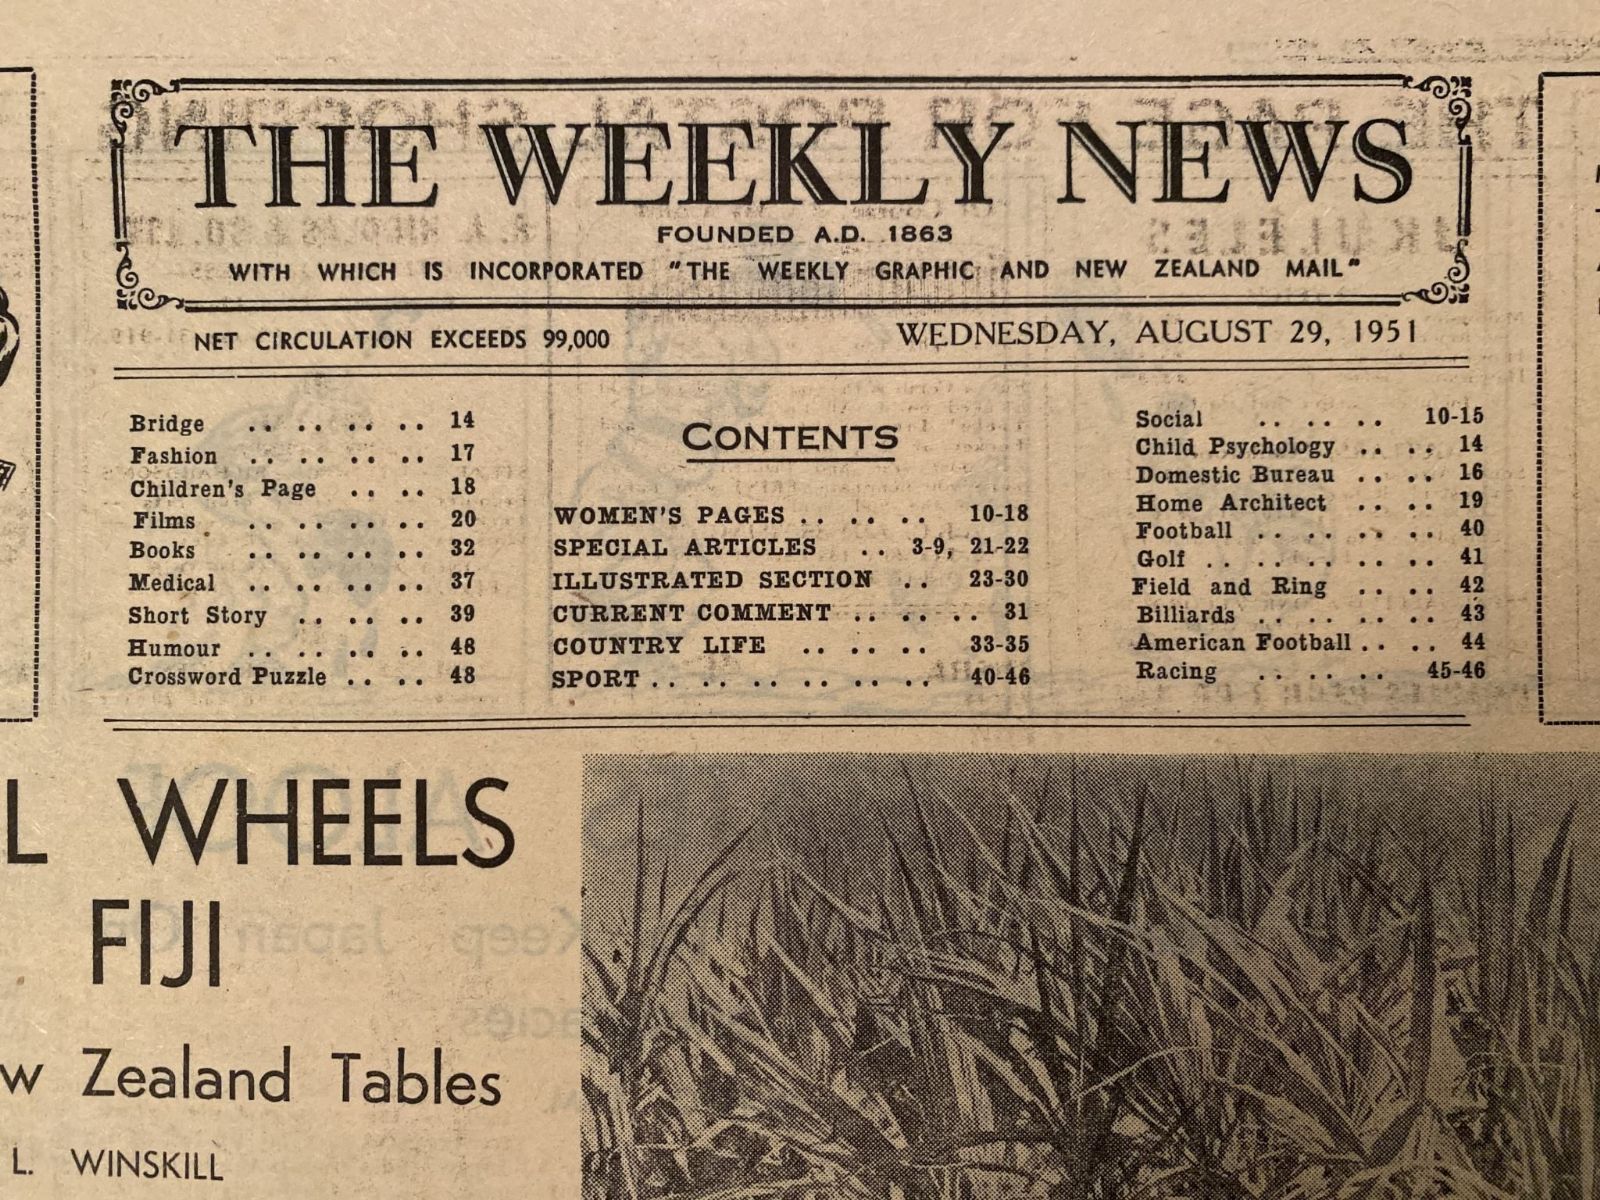 THE WEEKLY NEWS
FOUNDED A.D. 1863
WITH WHICH IS INCORPORATED "THE WEEKLY GRAPHIC AND NEW ZEALAND MAIL"
NET CIRCULATION EXCEEDS 99,000
WEDNESDAY, AUGUST 29, 1951
Bridge .. .. .. .. 14
Fashion .. .. .. .. 17
Children's Page .. .. 18
Films .. .. .. .. 20
Books .. .. .. .. 32
Medical .. .. .. .. 37
Short Story .. .. .. 39
Humour .. .. .. .. 48
Crossword Puzzle .. .. 48
CONTENTS
WOMEN'S PAGES .. .. .. 10-18
SPECIAL ARTICLES .. 3-9, 21-22
ILLUSTRATED SECTION .. 23-30
CURRENT COMMENT .. .. .. 31
COUNTRY LIFE .. .. .. 33-35
SPORT .. .. .. .. .. .. 40-46
Social .. .. .. 10-15
Child Psychology .. .. 14
Domestic Bureau .. .. 16
Home Architect .. .. 19
Football .. .. .. .. 40
Golf .. .. .. .. .. 41
Field and Ring .. .. 42
Billiards .. .. .. .. 43
American Football .. .. 44
Racing .. .. .. 45-46
L WHEELS
FIJI
w Zealand Tables
L. WINSKILL